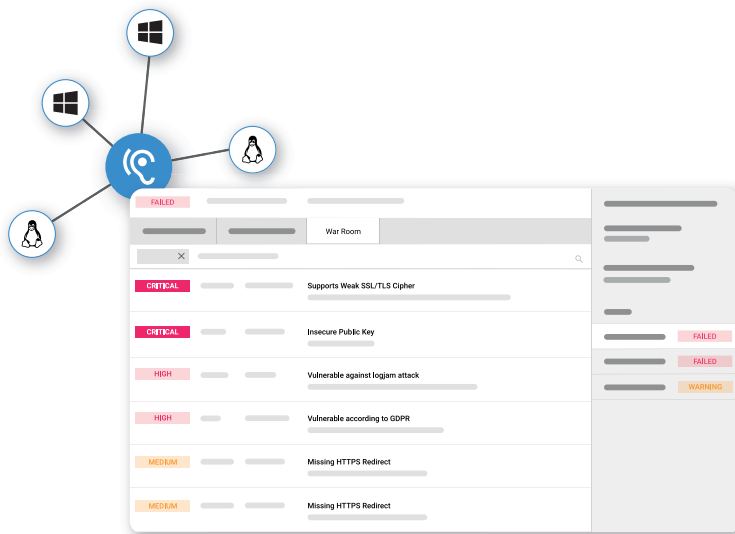 FAILED
War Room
CRITICAL Supports Weak SSL/TLS Cipher
CRITICAL Insecure Public Key
FAILED
FAILED
HIGH Vulnerable against logjam attack
WARNING
HIGH Vulnerable according to GDPR
MEDIUM Missing HTTPS Redirect
MEDIUM Missing HTTPS Redirect